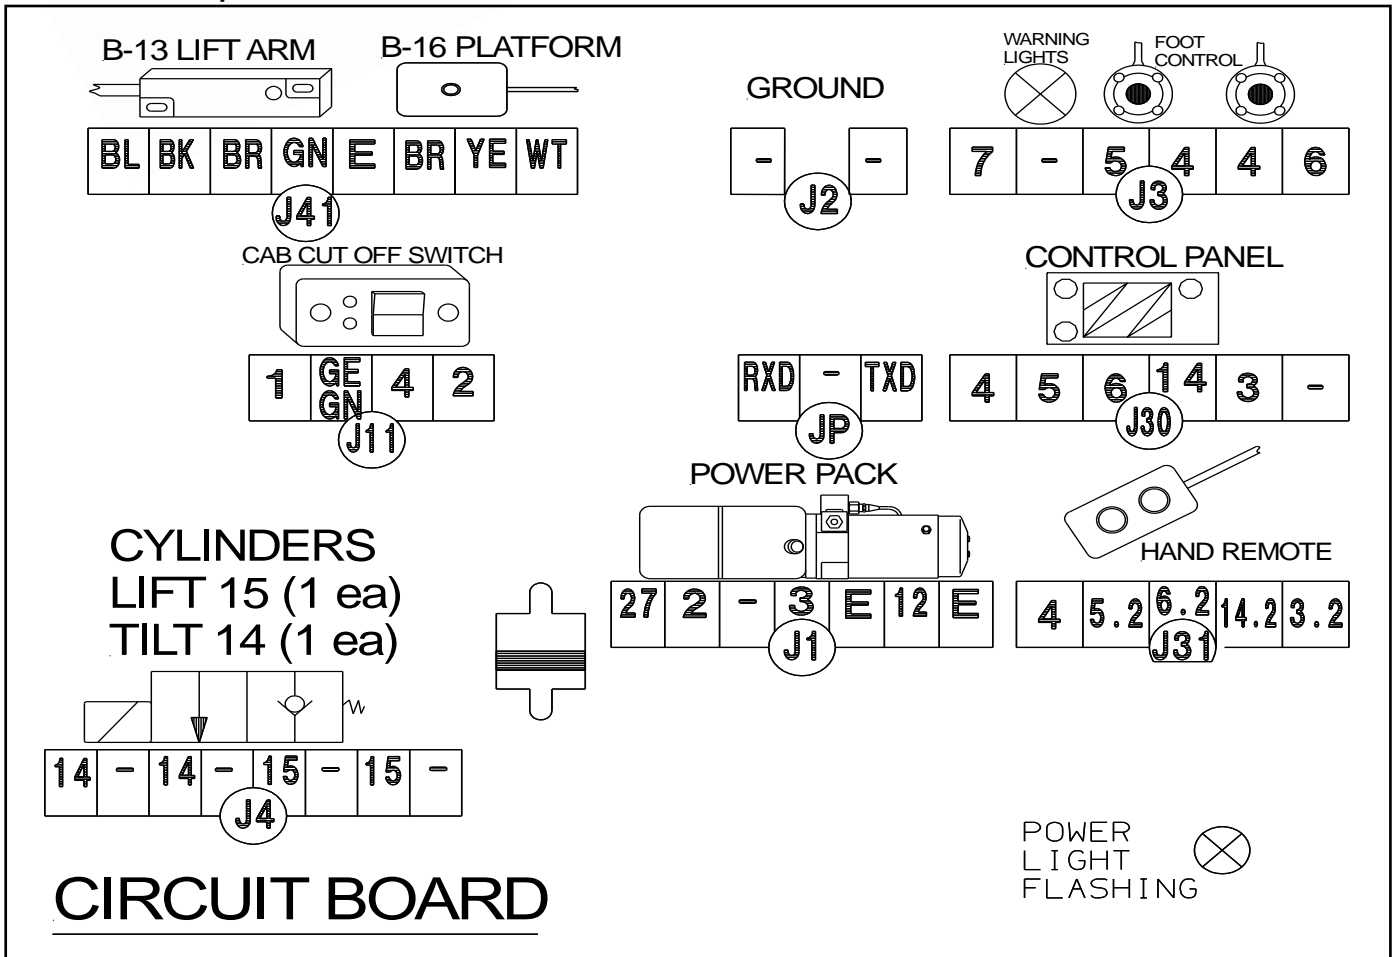 B-13 LIFT ARM
B-16 PLATFORM
BL BK BR GN E BR YE WT
J41
GROUND
- -
J2
WARNING
LIGHTS
FOOT
CONTROL
7 - 5 4 4 6
J3
CAB CUT OFF SWITCH
1 GE 4 2
GN
J11
RXD - TXD
JP
CONTROL PANEL
4 5 6 14 3 -
J30
POWER PACK
27 2 - 3 E 12 E
J1
HAND REMOTE
4 5.2 6.2 14.2 3.2
J31
CYLINDERS
LIFT 15 (1 ea)
TILT 14 (1 ea)
14 - 14 - 15 - 15 -
J4
CIRCUIT BOARD
POWER
LIGHT
FLASHING